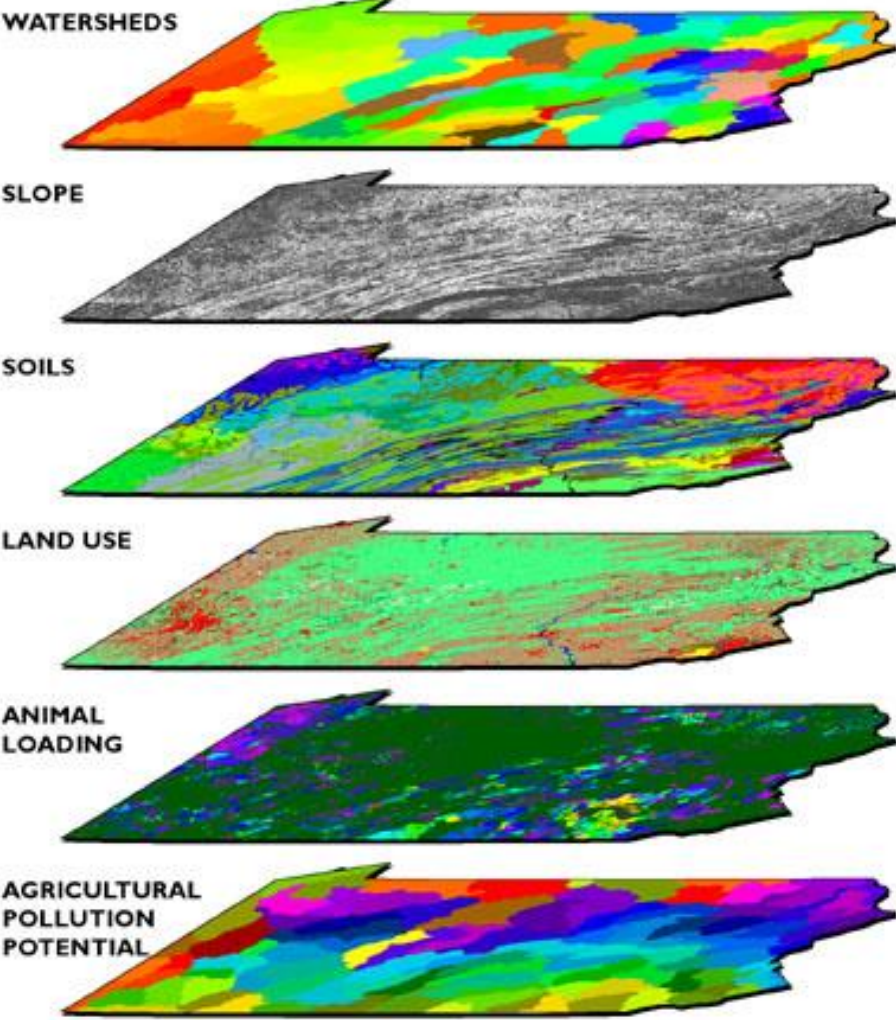 WATERSHEDS
SLOPE
SOILS
LAND USE
ANIMAL
LOADING
AGRICULTURAL
POLLUTION
POTENTIAL